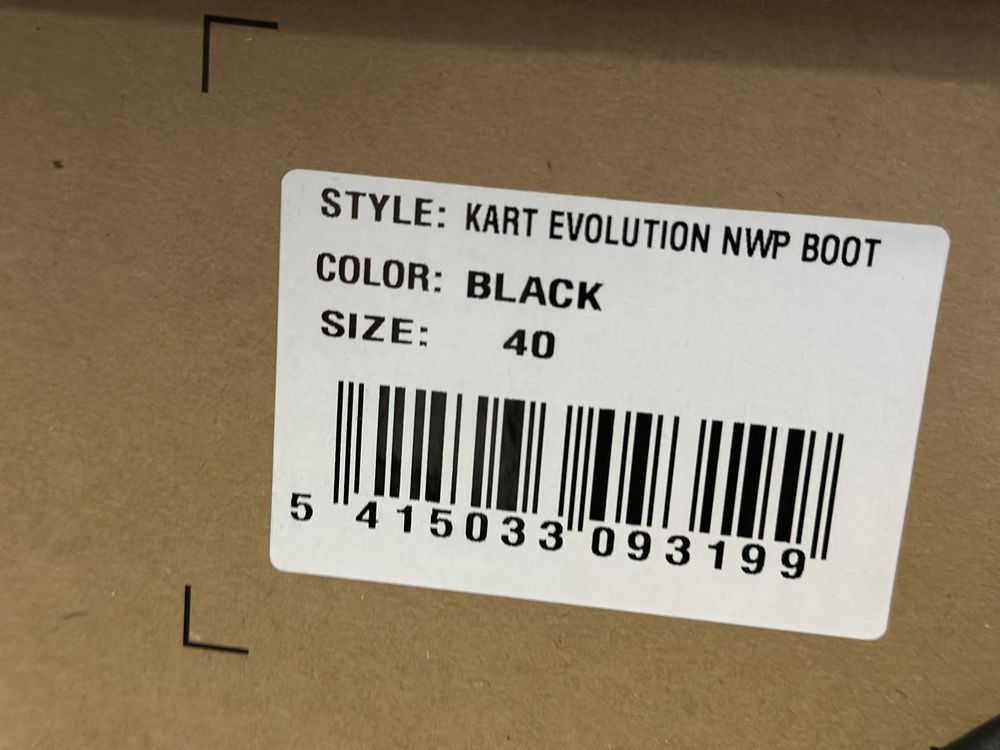 STYLE: KART EVOLUTION NWP BOOT
COLOR: BLACK
SIZE: 40
5 415033 093199